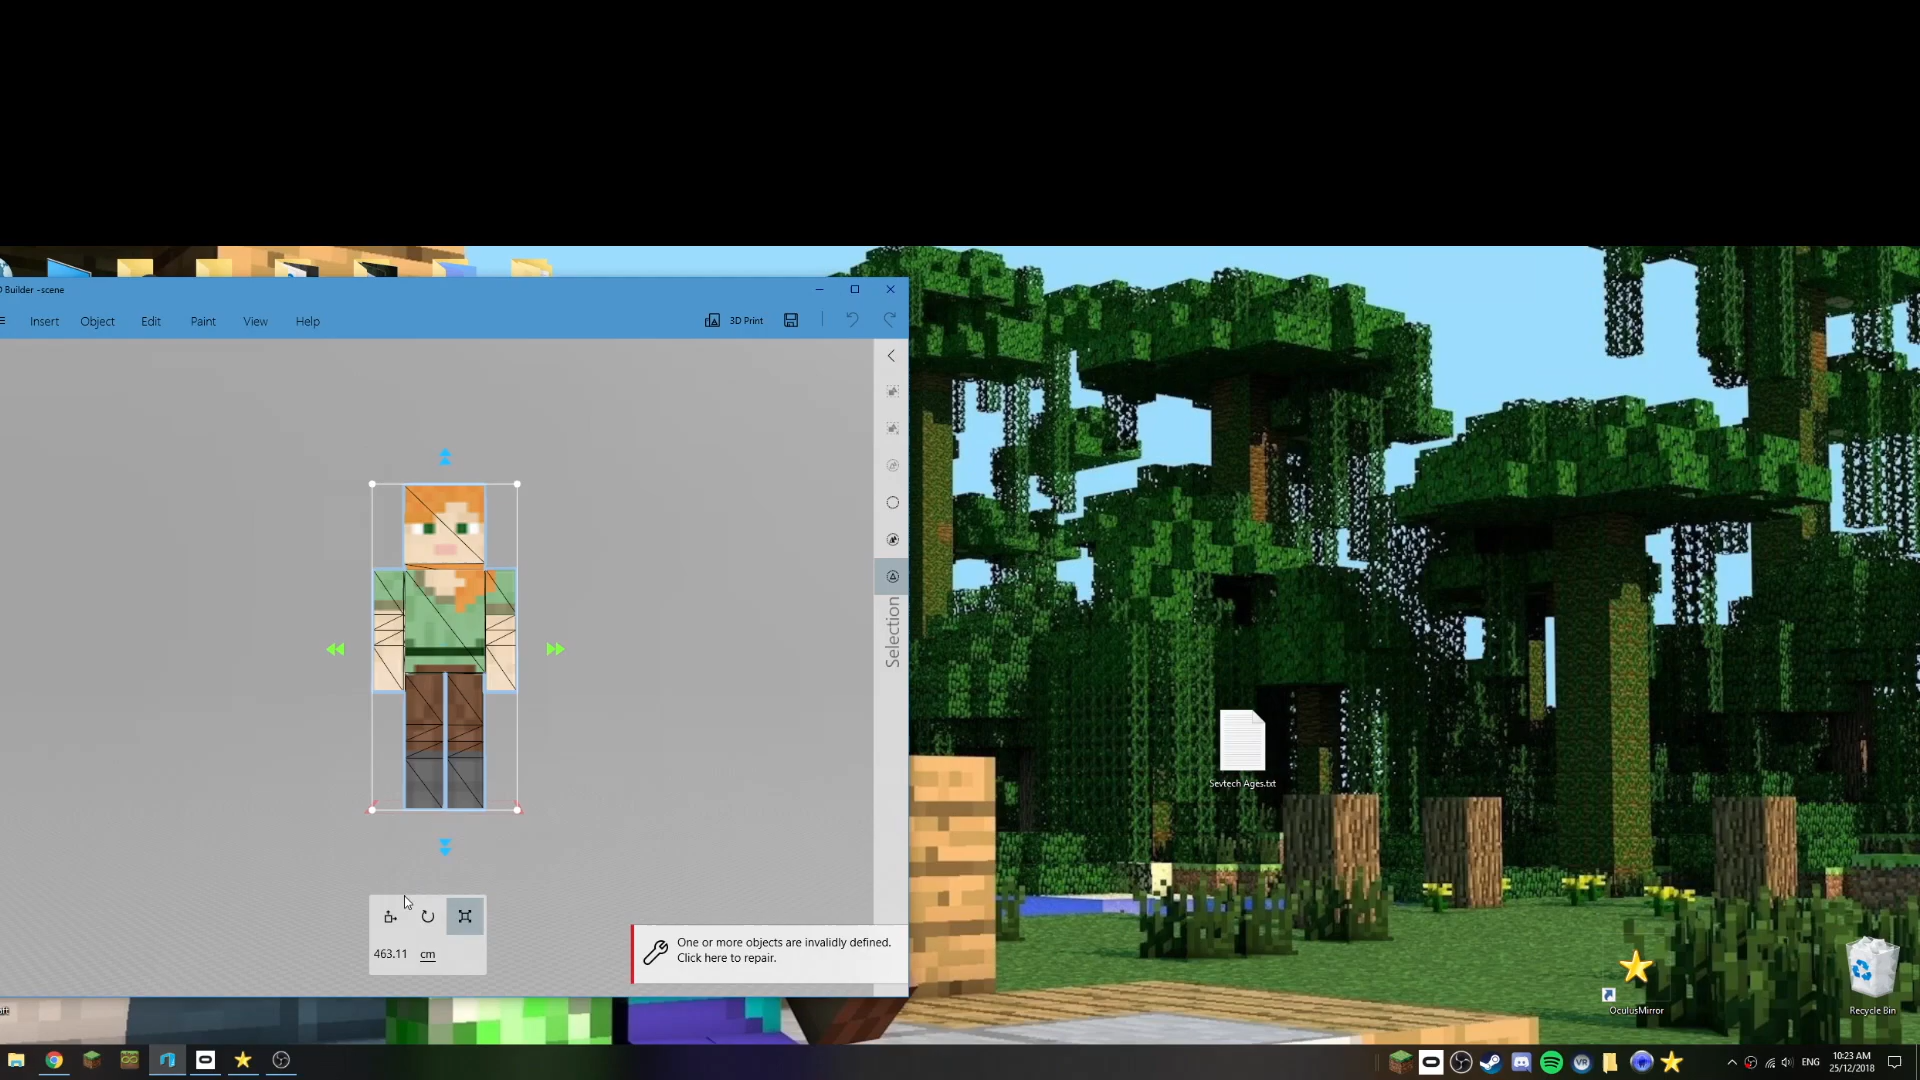 D Builder -scene
Insert
Object
Edit
Paint
View
Help
3D Print
Selection
463.11 cm
One or more objects are invalidly defined.
Click here to repair.
Sevtech Ages.txt
OculusMirror
Recycle Bin
VR
ENG
10:23 AM
25/12/2018